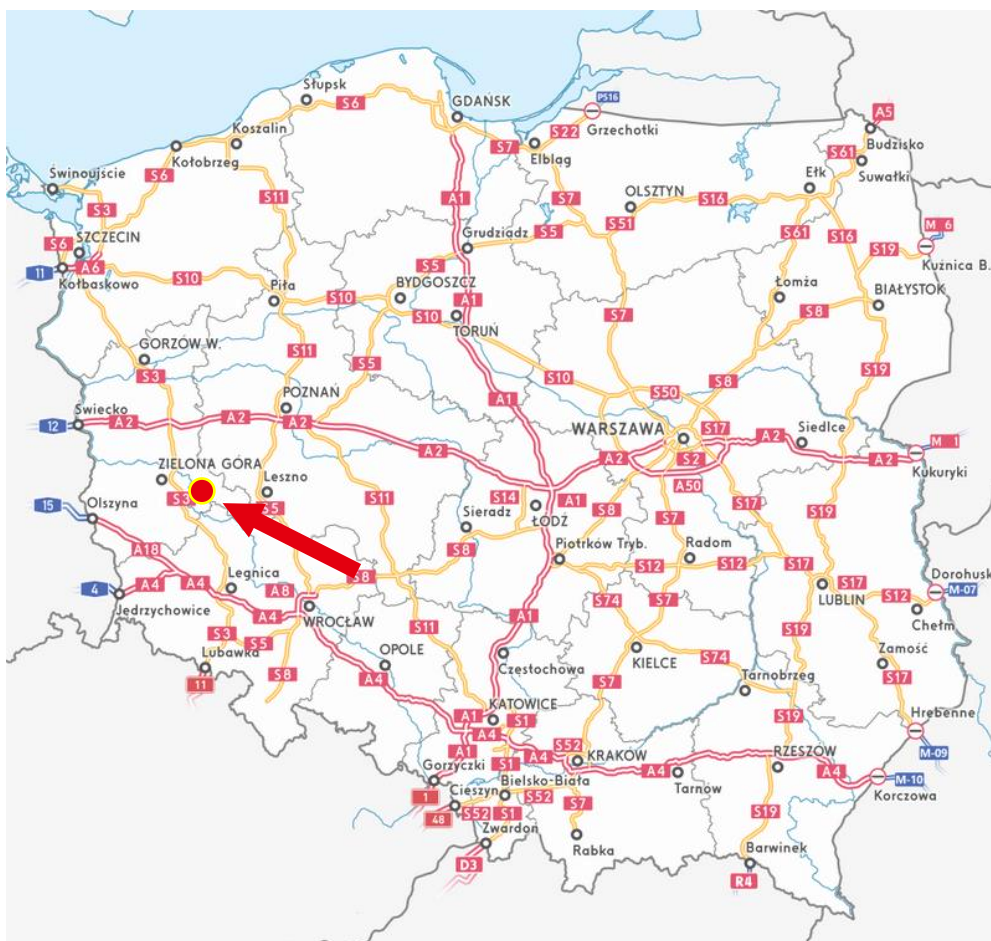 Słupsk
S6
GDAŃSK
P516
Grzechotki
S22
A5
Budzisko
Koszalin
Kołobrzeg
S7
Elbląg
S61
Suwałki
Świnoujście
S6
S3
S11
A1
S7
OLSZTYN
S16
Ełk
S51
S61
S16
M 6
S6
SZCZECIN
A6
11
Kołbaskowo
S10
Grudziądz
S5
S5
S19
Kuźnica B.
Piła
S10
BYDGOSZCZ
A1
S10
TORUŃ
S7
Łomża
S8
BIAŁYSTOK
GORZÓW W.
S3
S11
S5
S10
S8
S19
S50
POZNAŃ
A1
Świecko
12
A2
A2
A2
A2
WARSZAWA
S17
S2
A2
A2
Siedlce
A2
M 1
Kukuryki
ZIELONA GÓRA
Leszno
S3
S5
S11
S14
ŁÓDŹ
A1
A50
S17
15
Olszyna
Sieradz
S8
S8
S7
S19
A18
Piotrków Tryb.
Radom
S12
S12
4
A4
A4
Legnica
A8
S8
Jędrzychowice
A4
WROCŁAW
S11
A1
S74
S7
LUBLIN
S17
S12
Dorohusk
M-07
Chełm
S3
S5
Lubawka
11
S8
OPOLE
A4
Częstochowa
KIELCE
S74
S19
Zamość
S17
Tarnobrzeg
S7
KATOWICE
A1
S1
A4
A1
S1
A4
S52
KRAKÓW
A4
Tarnów
S19
RZESZÓW
A4
Hrebenne
M-09
M-10
Korczowa
Gorzyczki
1
Cieszyn
48
S52
Bielsko-Biała
S52
S1
S7
Zwardoń
D3
Rabka
S19
Barwinek
R4